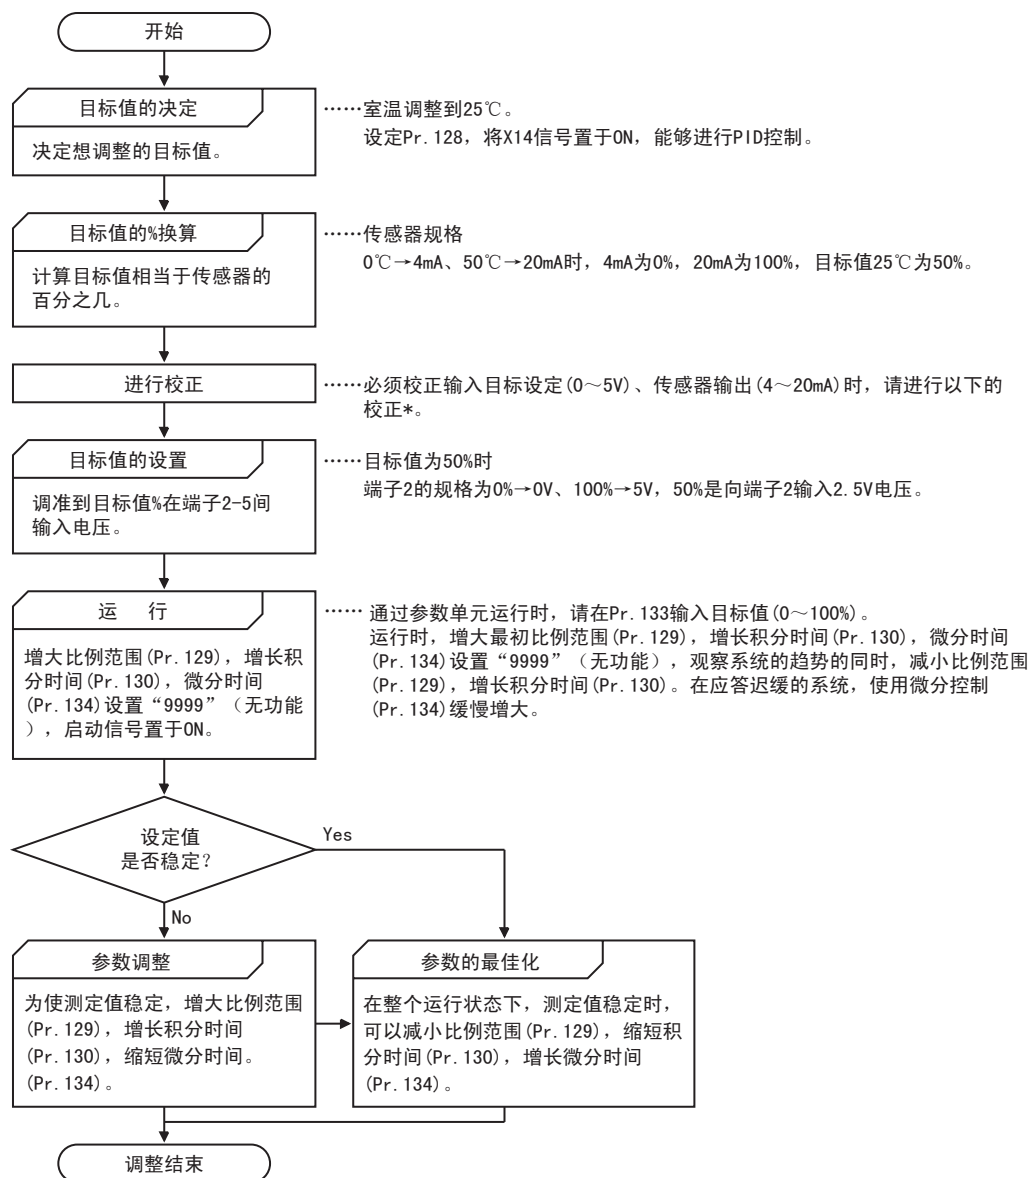 开始
目标值的决定
决定想调整的目标值。
……室温调整到25℃。
设定Pr.128，将X14信号置于ON，能够进行PID控制。
目标值的%换算
计算目标值相当于传感器的
百分之几。
……传感器规格
0℃→4mA、50℃→20mA时，4mA为0%，20mA为100%，目标值25℃为50%。
进行校正
……必须校正输入目标设定(0～5V)、传感器输出(4～20mA)时，请进行以下的
校正*。
目标值的设置
调准到目标值%在端子2-5间
输入电压。
……目标值为50%时
端子2的规格为0%→0V、100%→5V，50%是向端子2输入2.5V电压。
运 行
增大比例范围(Pr.129)，增长积
分时间(Pr.130)，微分时间
(Pr.134)设置“9999”（无功能
），启动信号置于ON。
…… 通过参数单元运行时，请在Pr.133输入目标值(0～100%)。
运行时，增大最初比例范围(Pr.129)，增长积分时间(Pr.130)，微分时间
(Pr.134)设置“9999”（无功能），观察系统的趋势的同时，减小比例范围
(Pr.129)，增长积分时间(Pr.130)。在应答迟缓的系统，使用微分控制
(Pr.134)缓慢增大。
设定值
是否稳定？
Yes
No
参数调整
为使测定值稳定，增大比例范围
(Pr.129)，增长积分时间
(Pr.130)，缩短微分时间。
(Pr.134)。
参数的最佳化
在整个运行状态下，测定值稳定时，
可以减小比例范围(Pr.129)，缩短积
分时间(Pr.130)，增长微分时间
(Pr.134)。
调整结束